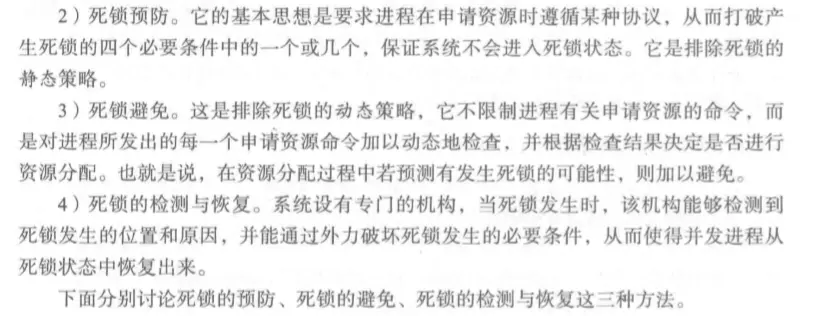 2）死锁预防。它的基本思想是要求进程在申请资源时遵循某种协议，从而打破产
生死锁的四个必要条件中的一个或几个，保证系统不会进入死锁状态。它是排除死锁的
静态策略。
3）死锁避免。这是排除死锁的动态策略，它不限制进程有关申请资源的命令，而
是对进程所发出的每一个申请资源命令加以动态地检查，并根据检查结果决定是否进行
资源分配。也就是说，在资源分配过程中若预测有发生死锁的可能性，则加以避免。
4）死锁的检测与恢复。系统设有专门的机构，当死锁发生时，该机构能够检测到
死锁发生的位置和原因，并能通过外力破坏死锁发生的必要条件，从而使得并发进程从
死锁状态中恢复出来。
下面分别讨论死锁的预防、死锁的避免、死锁的检测与恢复这三种方法。